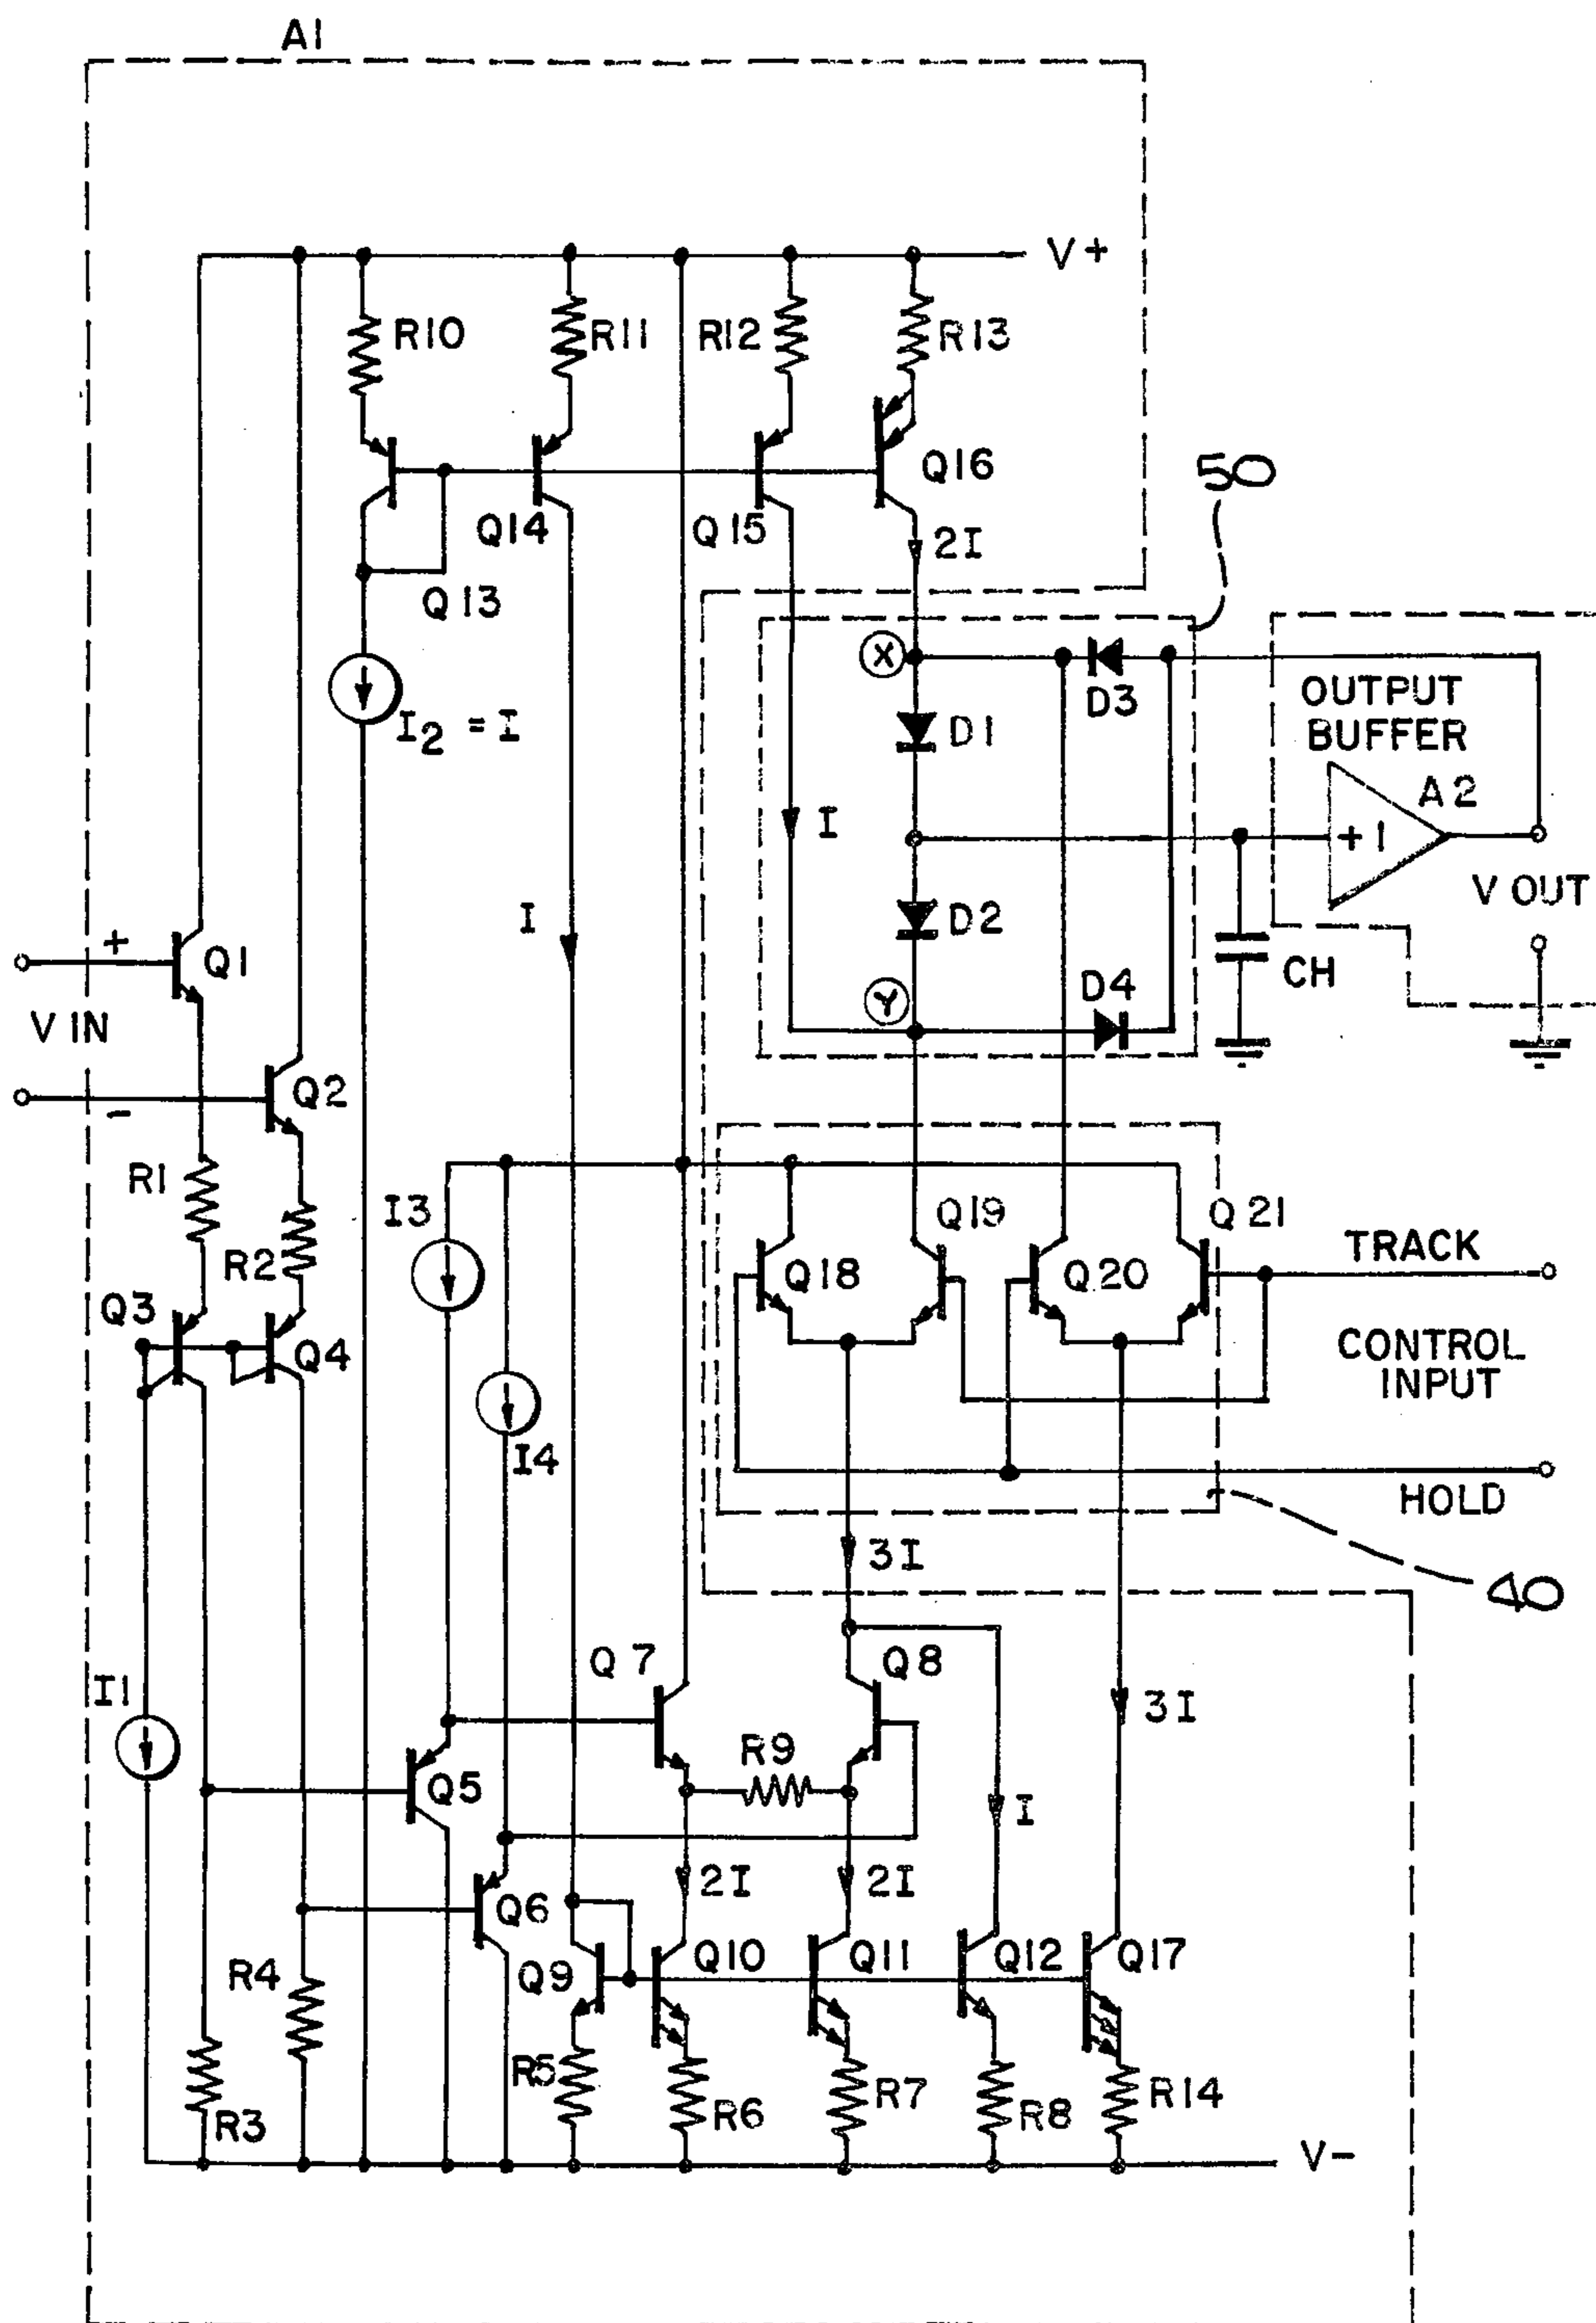 A1
V+
R10
R11
R12
R13
Q16
50
Q14
Q15
2I
Q13
X
D3
OUTPUT
BUFFER
I2 = I
D1
A2
I
+1
V OUT
I
D2
+
Q1
CH
Y
D4
V IN
Q2
-
R1
I3
Q19
Q21
TRACK
R2
Q18
Q20
Q3
Q4
CONTROL
INPUT
I4
HOLD
3I
40
Q7
Q8
I1
3I
R9
Q5
I
2I
2I
Q6
Q10
Q11
Q12
Q17
R4
Q9
R5
R7
R14
R3
R6
R8
V-